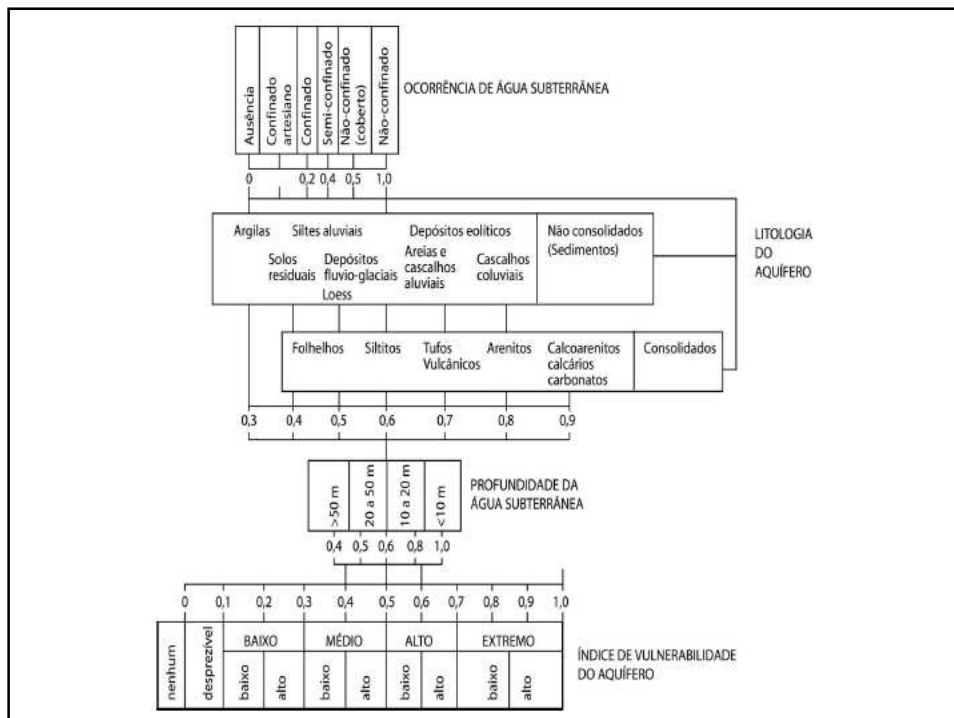 Ausência
Confinado
artesiano
Confinado
Semi-confinado
Não-confinado
(coberto)
Não-confinado
OCORRÊNCIA DE ÁGUA SUBTERRÂNEA
0 0,2 0,4 0,5 1,0
Argilas Siltes aluviais Depósitos eolíticos Não consolidados
(Sedimentos)
Solos
residuais
Depósitos
fluvio-glaciais
Loess
Areias e
cascalhos
aluviais
Cascalhos
coluviais
LITOLOGIA
DO
AQUÍFERO
Folhelhos Siltitos Tufos
Vulcânicos
Arenitos
Calcoarenitos
calcários
carbonatos
Consolidados
0,3 0,4 0,5 0,6 0,7 0,8 0,9
>50 m
20 a 50 m
10 a 20 m
<10 m
PROFUNDIDADE DA
ÁGUA SUBTERRÂNEA
0,4 0,5 0,6 0,8 1,0
0 0,1 0,2 0,3 0,4 0,5 0,6 0,7 0,8 0,9 1,0
nenhum
desprezível
BAIXO MÉDIO ALTO EXTREMO
baixo alto baixo alto baixo alto baixo alto
ÍNDICE DE VULNERABILIDADE
DO AQUÍFERO